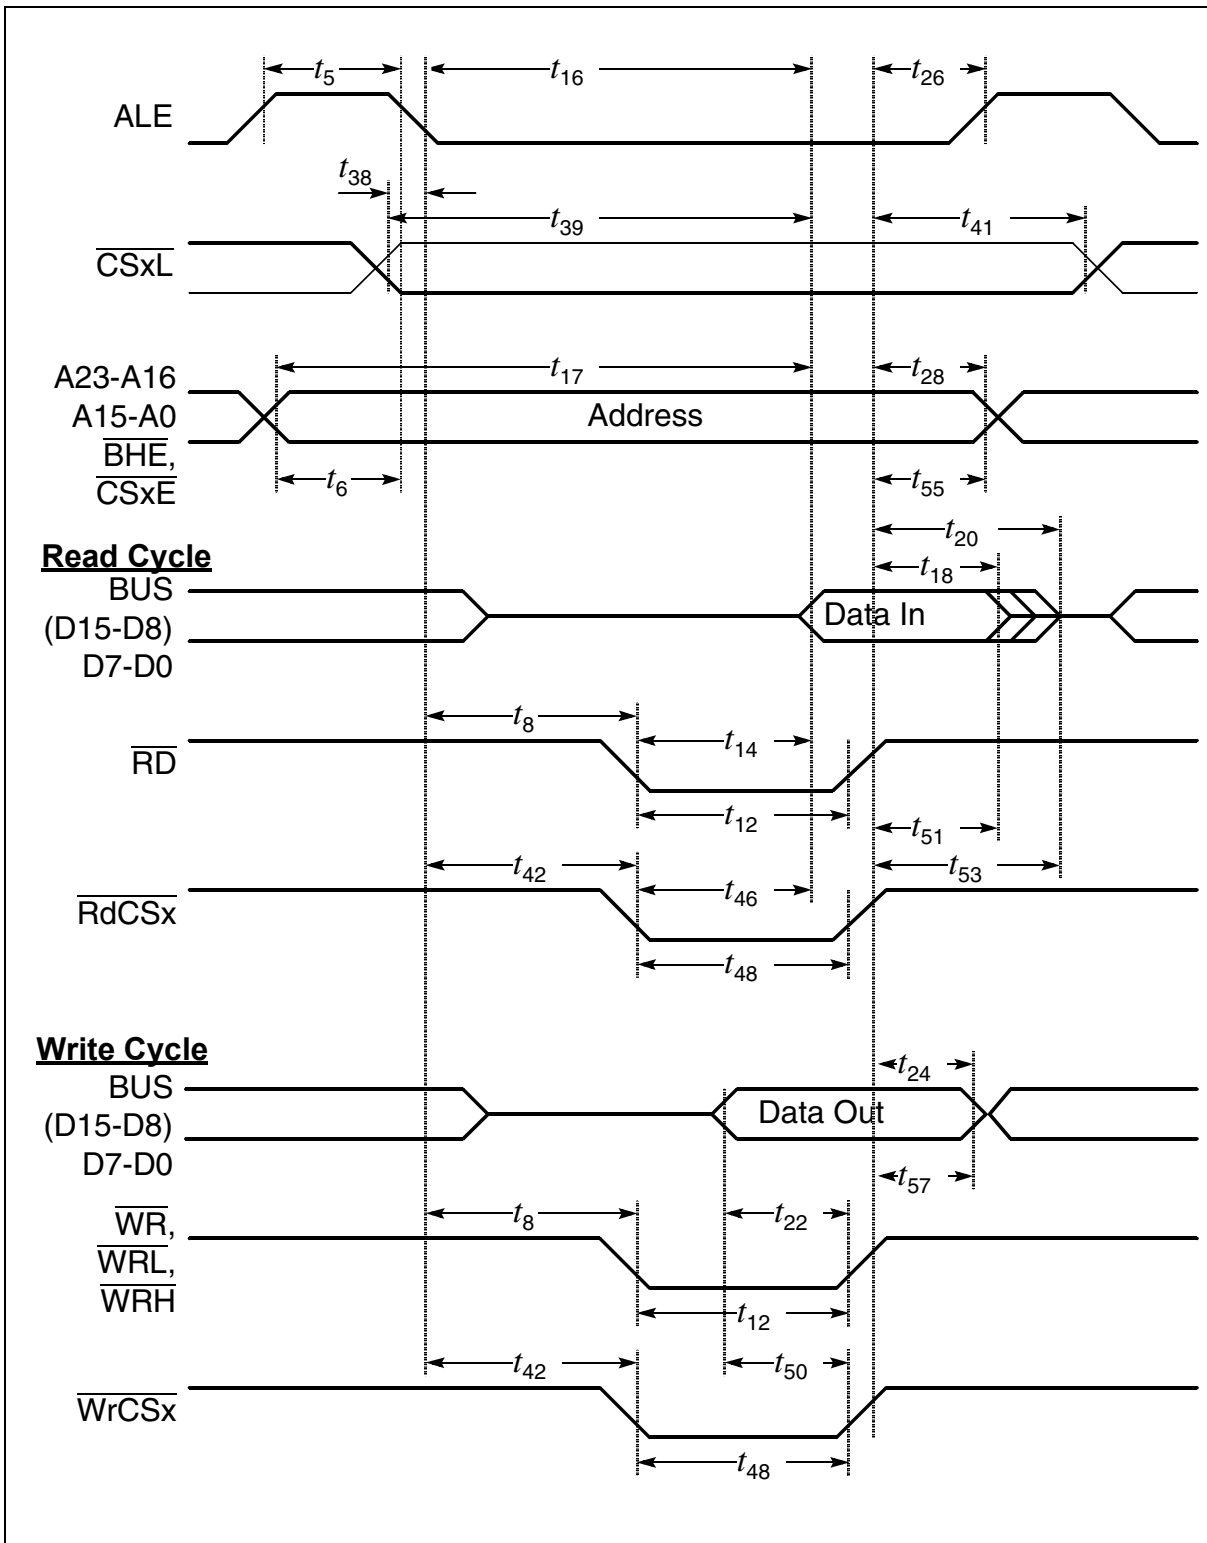 t5 t16 t26
ALE
t38
t39 t41
CSxL
t17 t28
A23-A16
A15-A0 Address
BHE,
CSxE t6 t55
t20
Read Cycle t18
BUS
(D15-D8) Data In
D7-D0
t8
t14
RD
t12 t51
t42 t53
t46
RdCSx
t48
Write Cycle
t24
BUS
(D15-D8) Data Out
D7-D0
t57
WR, t8 t22
WRL,
WRH
t12
t42 t50
WrCSx
t48